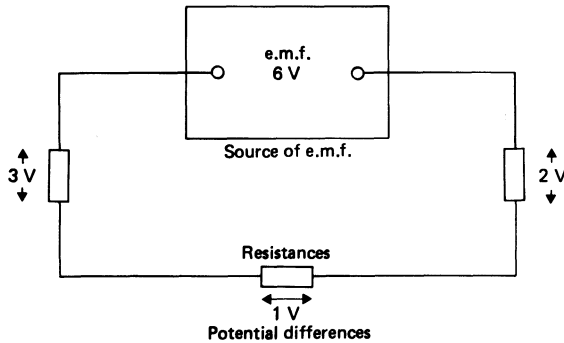 e.m.f.
6 V
Source of e.m.f.
3 V
2 V
Resistances
1 V
Potential differences